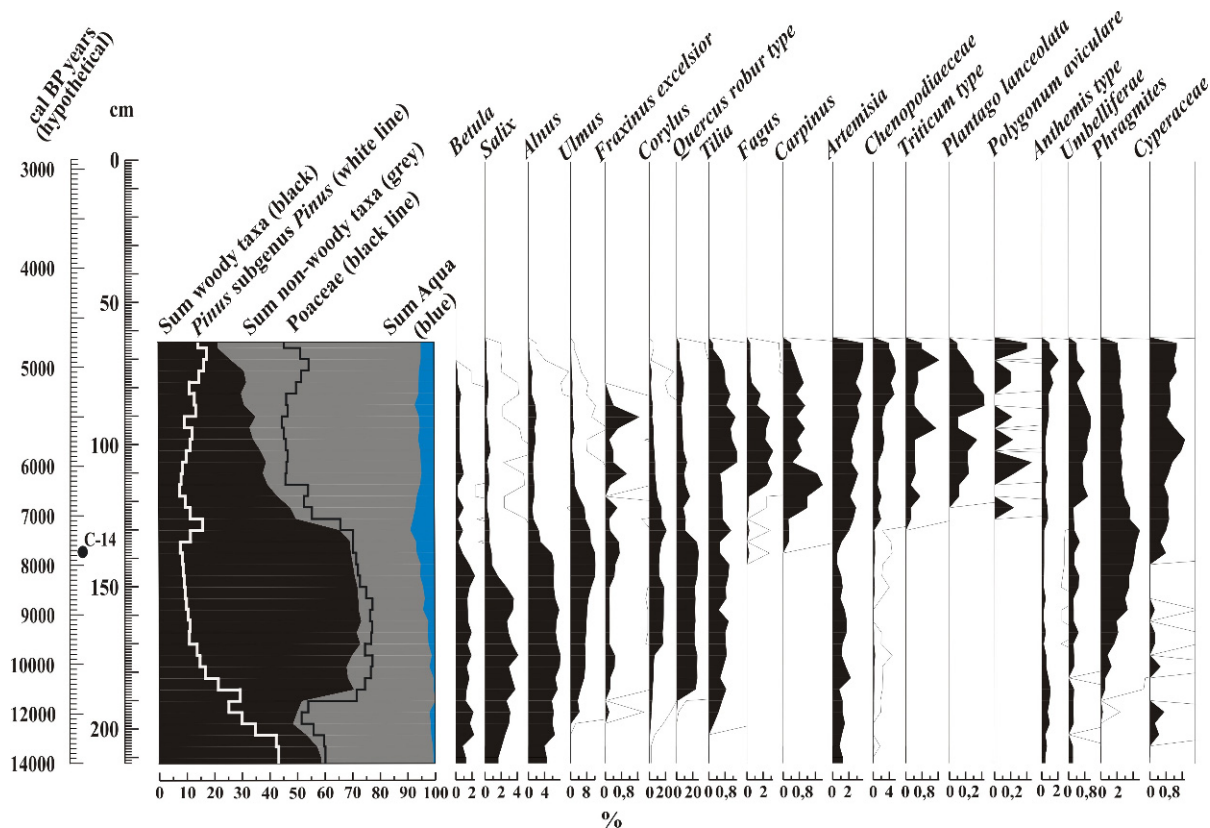 cal BP years
(hypothetical)
cm
Sum woody taxa (black)
Pinus subgenus Pinus (white line)
Sum non-woody taxa (grey)
Poaceae (black line)
Sum Aqua
(blue)
Betula
Salix
Alnus
Ulmus
Fraxinus excelsior
Corylus
Quercus robur type
Tilia
Fagus
Carpinus
Artemisia
Chenopodiaeceae
Triticum type
Plantago lanceolata
Polygonum aviculare
Anthemis type
Umbelliferae
Phragmites
Cyperaceae
3000
4000
5000
6000
7000
8000
9000
10000
12000
14000
C-14
0
50
100
150
200
0 10 20 30 40 50 60 70 80 90 100
0 2 0 2 4 0 4 0 8 0 0,8 0 20 0 20 0 0,8 0 2 0 2 0 2 0 4 0 0,8 0 0,2 0 0,2 0 2 0 0,8 0 2 0 0,8
%